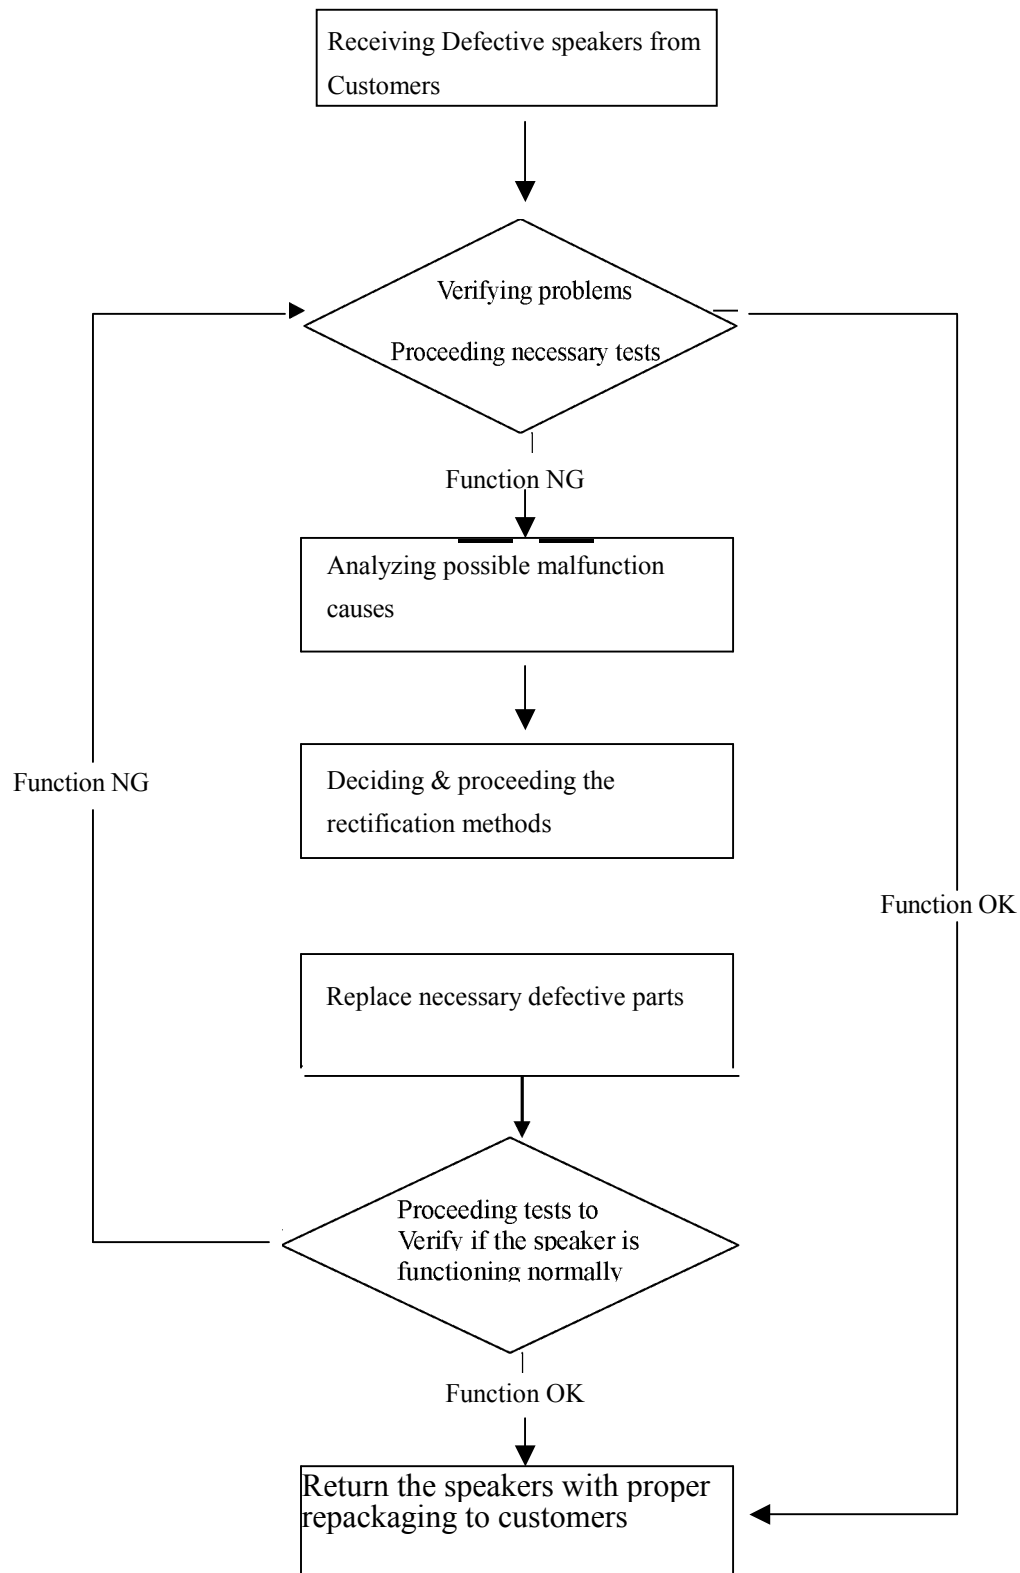 Receiving Defective speakers from
Customers
Verifying problems
Proceeding necessary tests
Function NG
Analyzing possible malfunction
causes
Deciding & proceeding the
rectification methods
Function NG
Function OK
Replace necessary defective parts
Proceeding tests to
Verify if the speaker is
functioning normally
Function OK
Return the speakers with proper
repackaging to customers